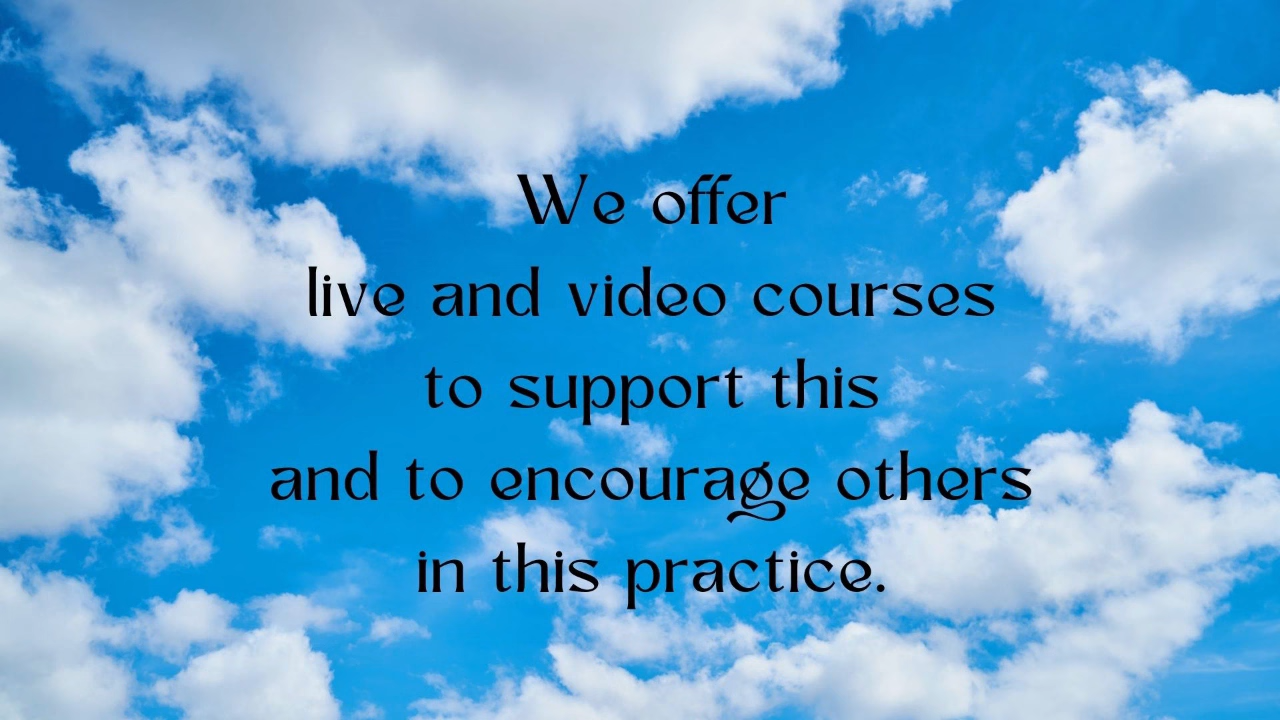 We offer
live and video courses
to support this
and to encourage others
in this practice.